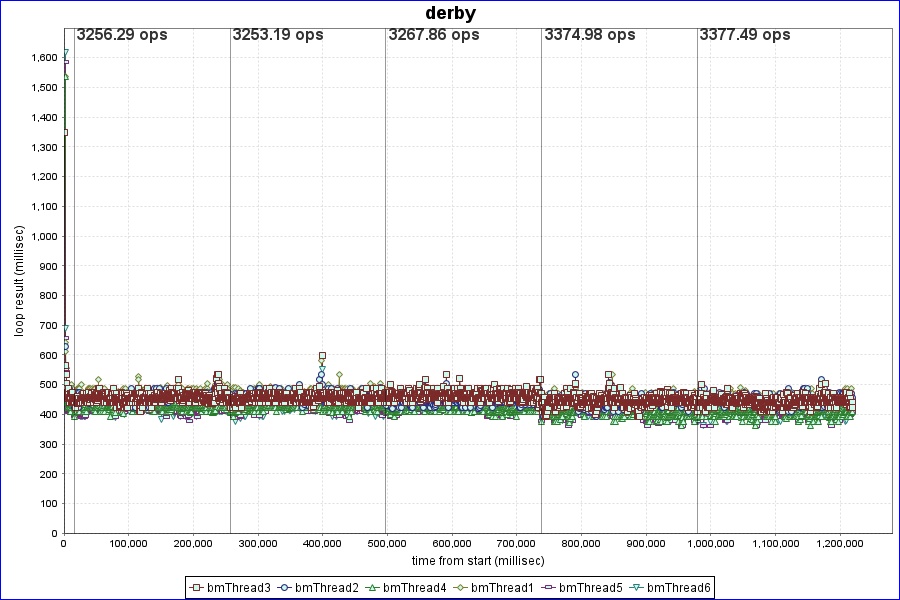 derby
3256.29 ops 3253.19 ops 3267.86 ops 3374.98 ops 3377.49 ops
1,600
1,500
1,400
1,300
1,200
1,100
1,000
900
800
700
600
500
400
300
200
100
0
loop result (millisec)
0 100,000 200,000 300,000 400,000 500,000 600,000 700,000 800,000 900,000 1,000,000 1,100,000 1,200,000
time from start (millisec)
bmThread3 bmThread2 bmThread4 bmThread1 bmThread5 bmThread6